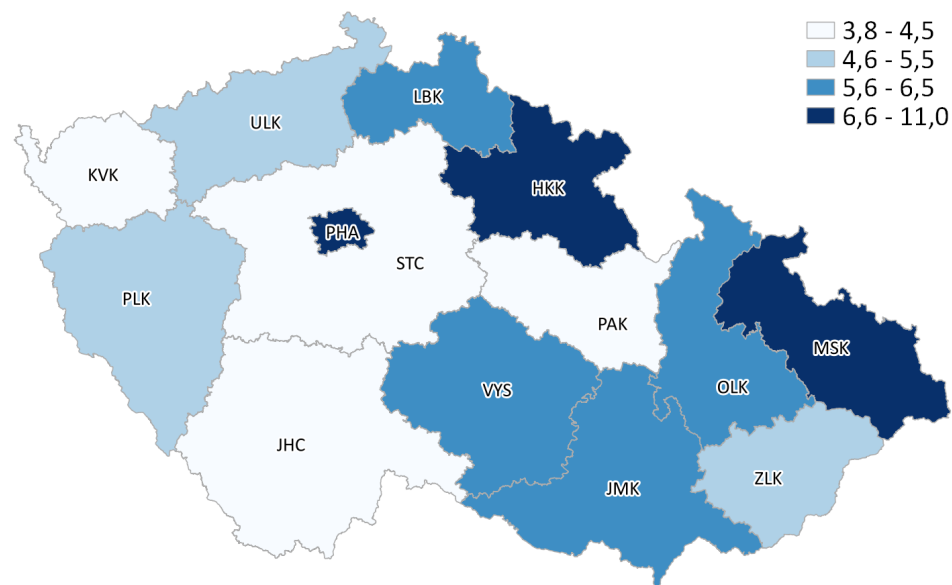 3,8 - 4,5
4,6 - 5,5
5,6 - 6,5
6,6 - 11,0
LBK
ULK
KVK
HKK
PHA
STC
PLK
PAK
MSK
VYS
OLK
JHC
ZLK
JMK